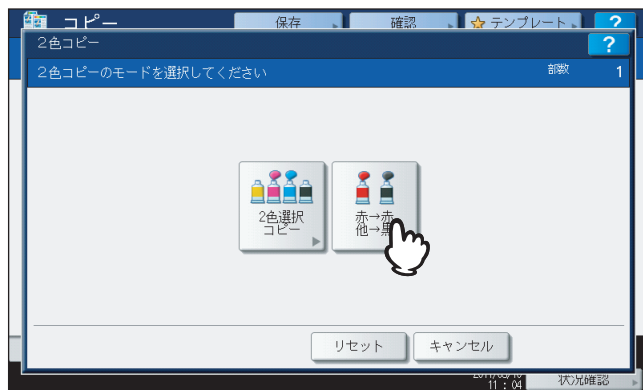 コピー
保存
確認
テンプレート
?
2色コピー
?
2色コピーのモードを選択してください
部数
1
2色選択
コピー
赤→赤
他→黒
リセット
キャンセル
11:04
状況確認